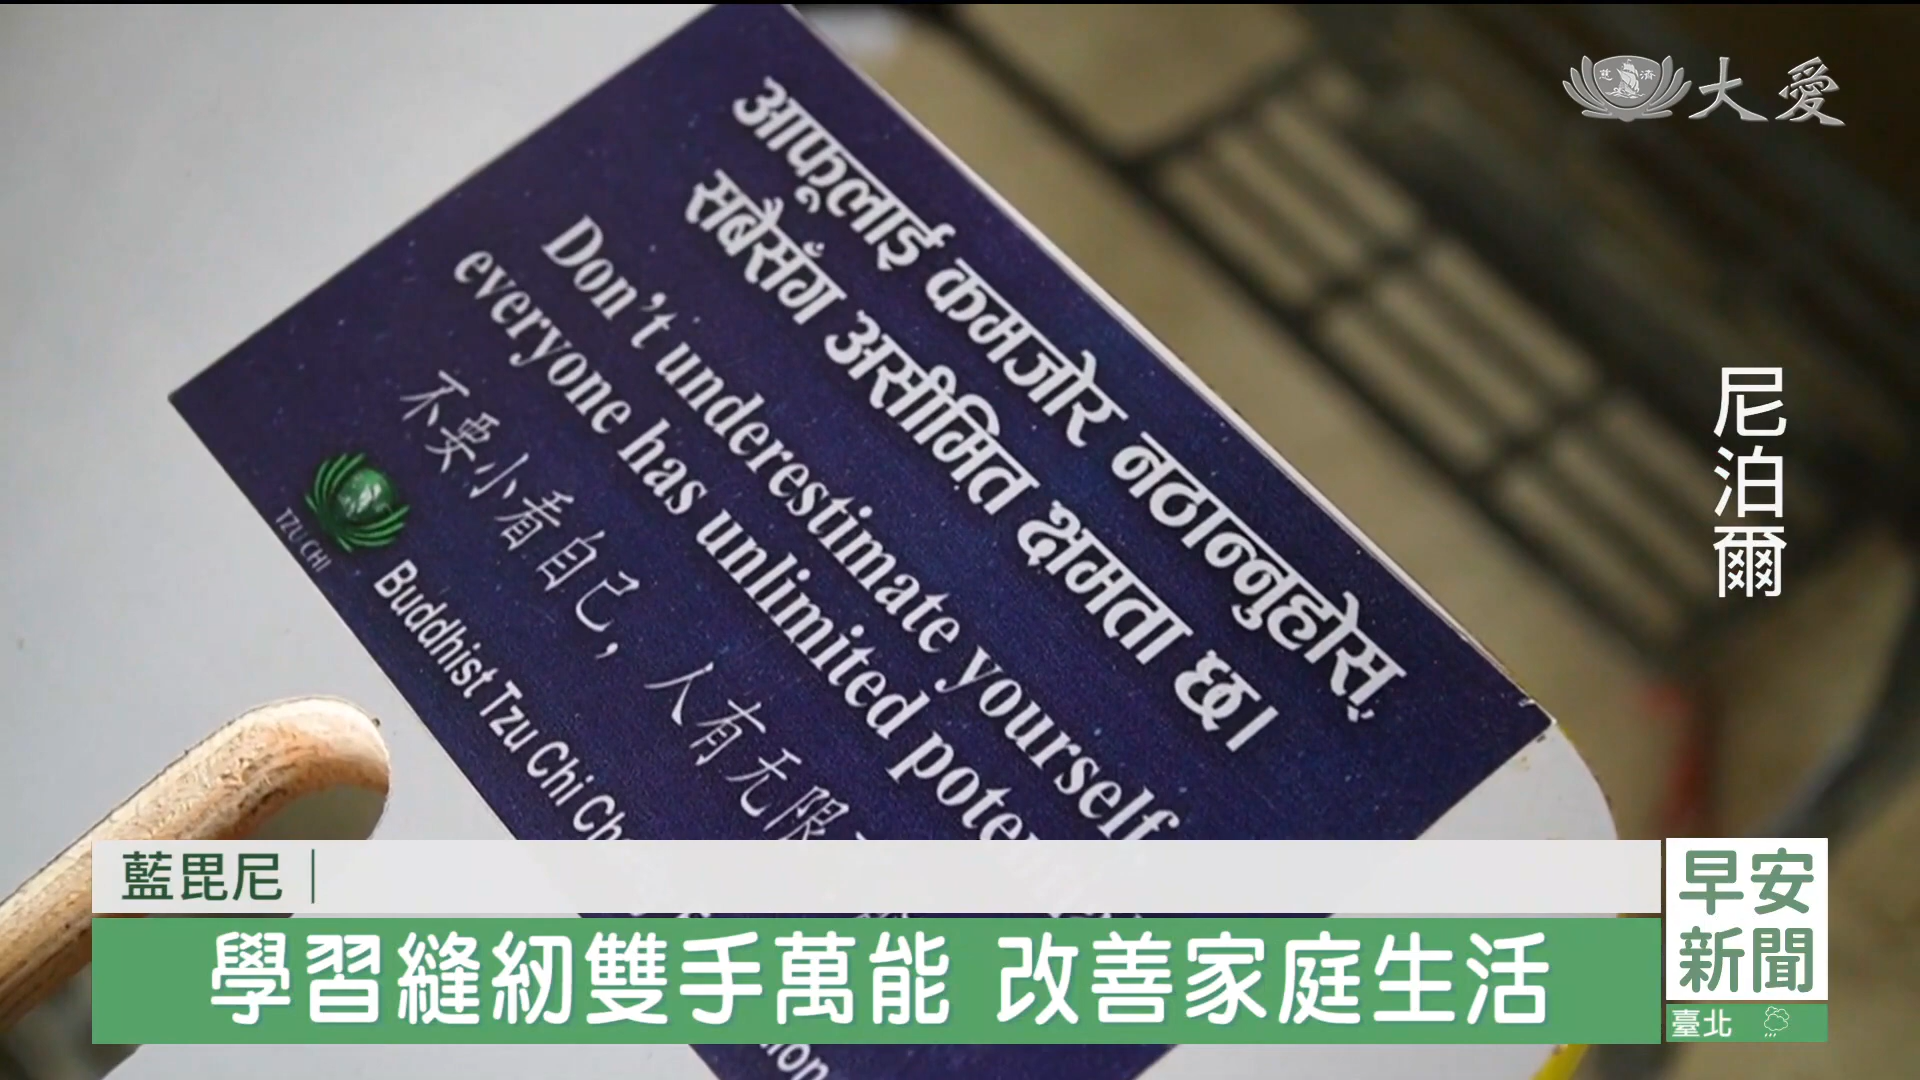 慈 濟
大愛
尼泊爾
आफूलाई कमजोर नठान्नुहोस्,
सबैसँग असीमित क्षमता छ।
Don't underestimate yourself
everyone has unlimited
不要小看自己，人有无限
TZU CHI
Buddhist Tzu Chi
藍毘尼
學習縫紉雙手萬能 改善家庭生活
早安
新聞
臺北